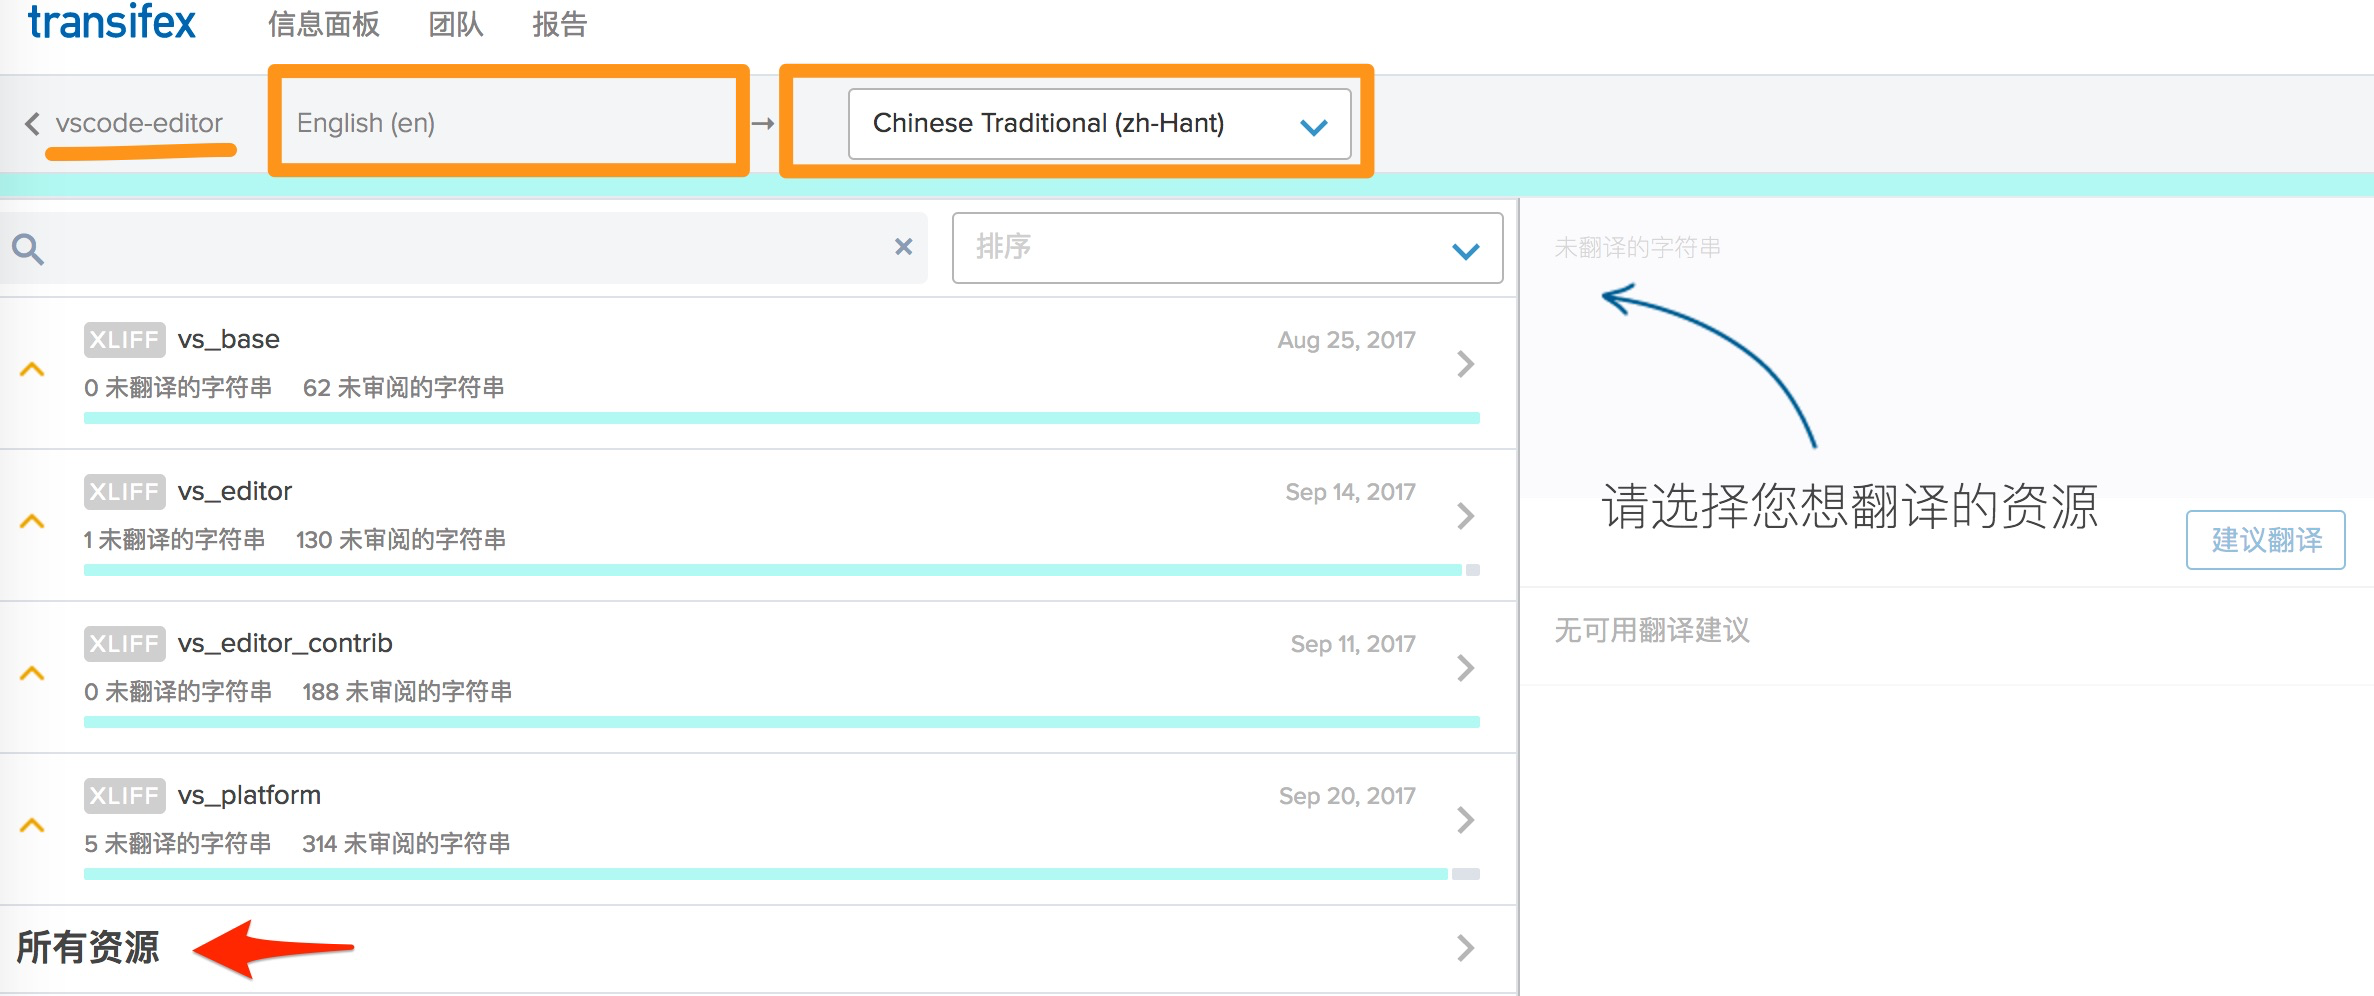 transifex 信息面板 团队 报告
vscode-editor English (en) → Chinese Traditional (zh-Hant)
排序
未翻译的字符串
XLIFF vs_base Aug 25, 2017
0 未翻译的字符串 62 未审阅的字符串
XLIFF vs_editor Sep 14, 2017
1 未翻译的字符串 130 未审阅的字符串
请选择您想翻译的资源
建议翻译
XLIFF vs_editor_contrib Sep 11, 2017
0 未翻译的字符串 188 未审阅的字符串
无可用翻译建议
XLIFF vs_platform Sep 20, 2017
5 未翻译的字符串 314 未审阅的字符串
所有资源